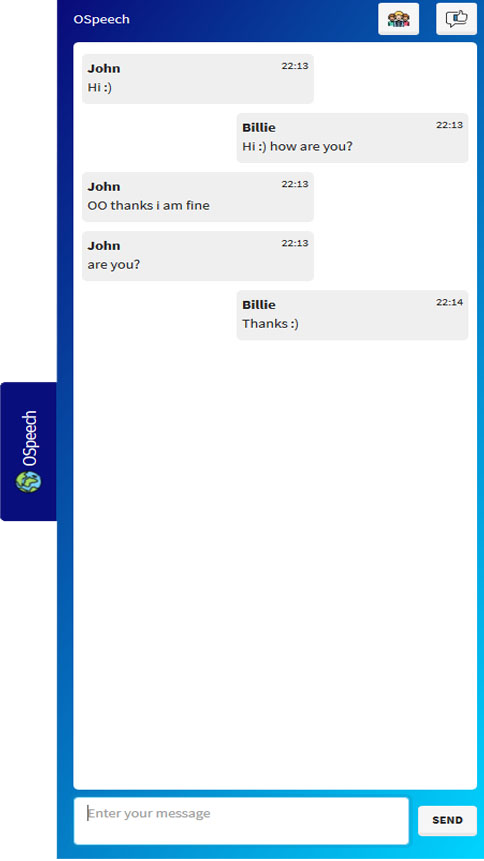 OSpeech
John 22:13
Hi :)
Billie 22:13
Hi :) how are you?
John 22:13
OO thanks i am fine
John 22:13
are you?
Billie 22:14
Thanks :)
OSpeech
Enter your message
SEND